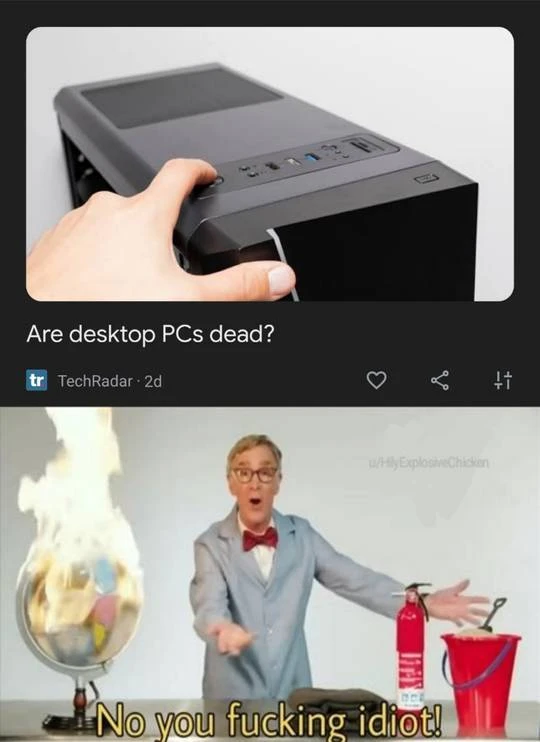 Are desktop PCs dead?
tr TechRadar · 2d
u/HilyExplosiveChicken
No you fucking idiot!